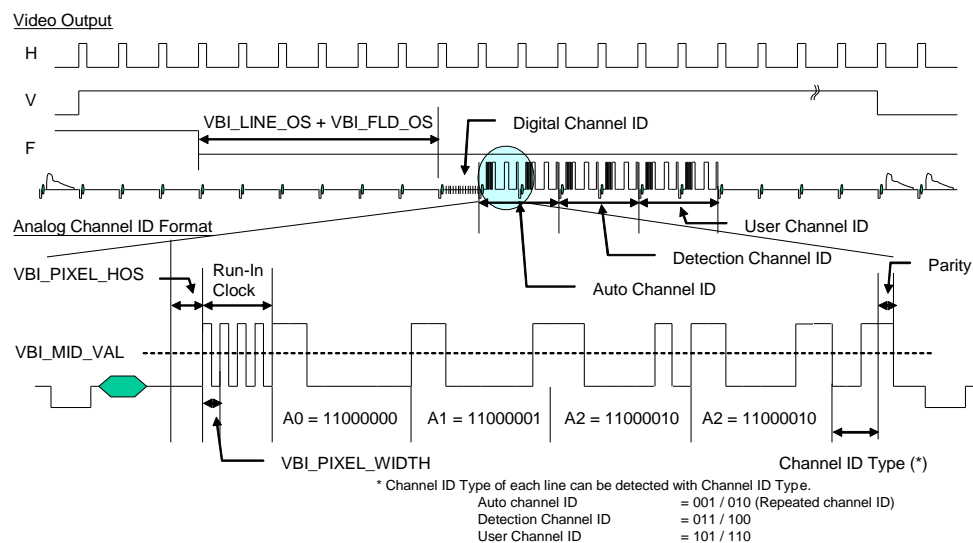 Video Output
H
V
VBI_LINE_OS + VBI_FLD_OS
Digital Channel ID
F
User Channel ID
Analog Channel ID Format
Detection Channel ID
VBI_PIXEL_HOS
Run-In
Clock
Parity
Auto Channel ID
VBI_MID_VAL
A0 = 11000000
A1 = 11000001
A2 = 11000010
A2 = 11000010
VBI_PIXEL_WIDTH
Channel ID Type (*)
* Channel ID Type of each line can be detected with Channel ID Type.
Auto channel ID = 001 / 010 (Repeated channel ID)
Detection Channel ID = 011 / 100
User Channel ID = 101 / 110